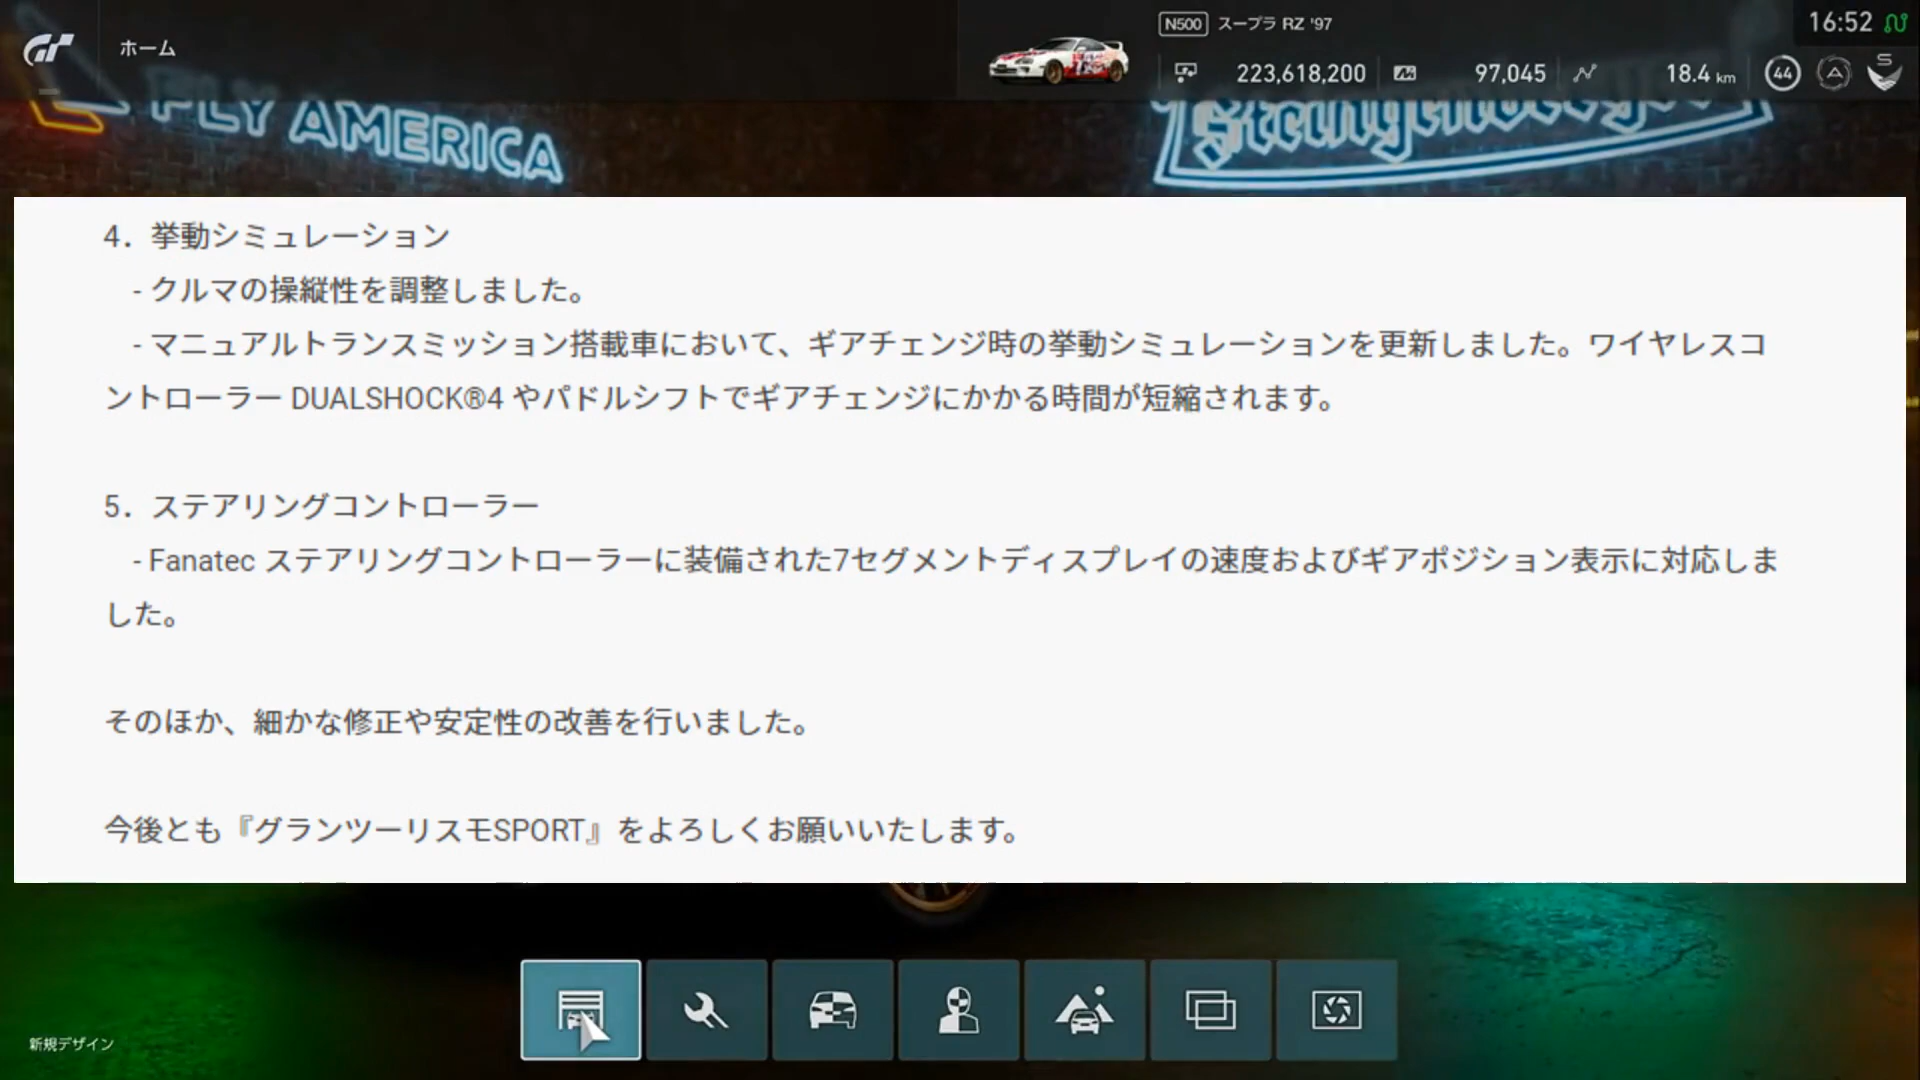 ホーム
N500 スープラ RZ '97
16:52
223,618,200
97,045
18.4 km
44
S
FLY AMERICA
4．挙動シミュレーション
- クルマの操縦性を調整しました。
- マニュアルトランスミッション搭載車において、ギアチェンジ時の挙動シミュレーションを更新しました。ワイヤレスコ
ントローラー DUALSHOCK®4 やパドルシフトでギアチェンジにかかる時間が短縮されます。
5．ステアリングコントローラー
- Fanatec ステアリングコントローラーに装備された7セグメントディスプレイの速度およびギアポジション表示に対応しま
した。
そのほか、細かな修正や安定性の改善を行いました。
今後とも『グランツーリスモSPORT』をよろしくお願いいたします。
新規デザイン